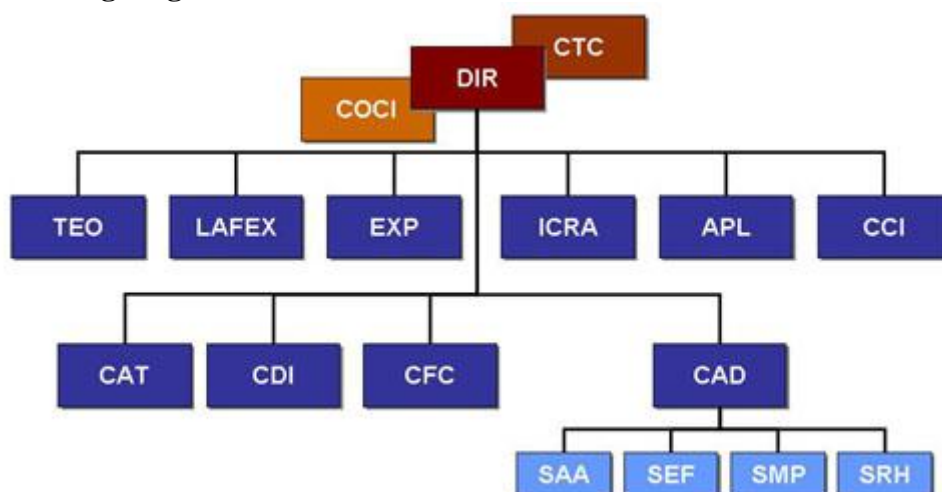 CTC
DIR
COCI
TEO
LAFEX
EXP
ICRA
APL
CCI
CAT
CDI
CFC
CAD
SAA
SEF
SMP
SRH